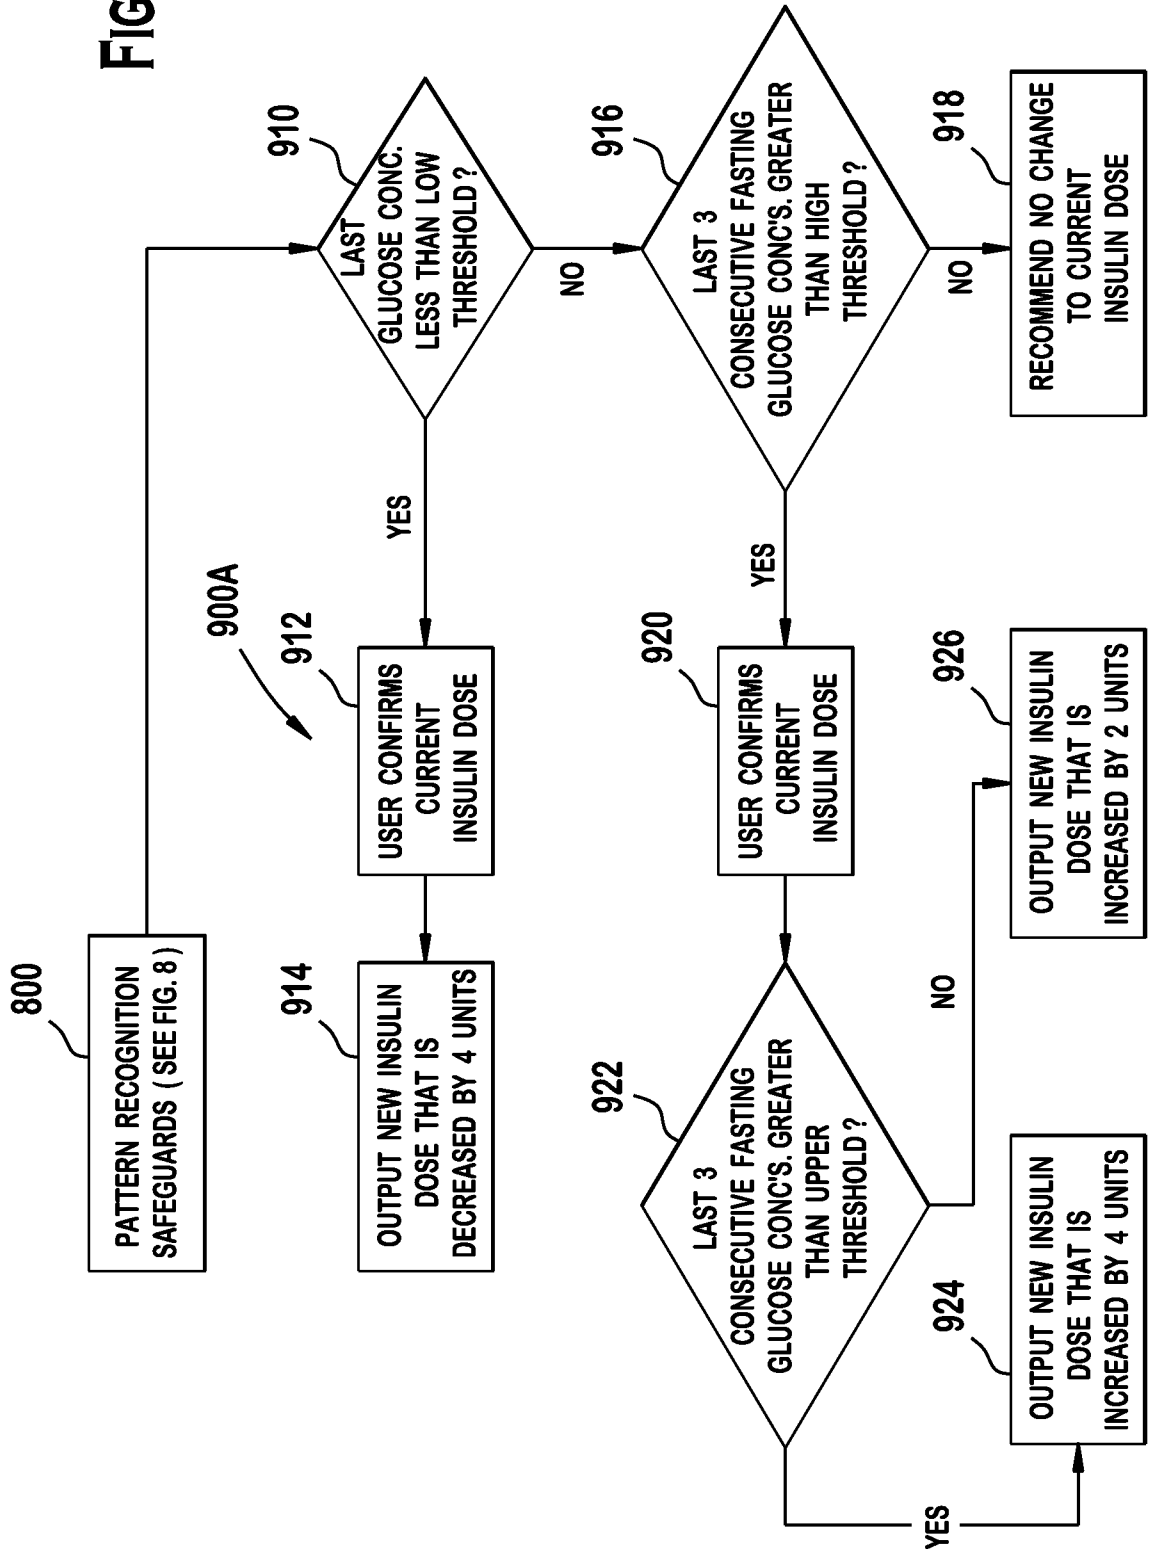 FIG
800
PATTERN RECOGNITION
SAFEGUARDS (SEE FIG. 8)
900A
910
LAST
GLUCOSE CONC.
LESS THAN LOW
THRESHOLD?
YES
NO
912
USER CONFIRMS
CURRENT
INSULIN DOSE
914
OUTPUT NEW INSULIN
DOSE THAT IS
DECREASED BY 4 UNITS
916
LAST 3
CONSECUTIVE FASTING
GLUCOSE CONC'S. GREATER
THAN HIGH
THRESHOLD?
YES
NO
918
RECOMMEND NO CHANGE
TO CURRENT
INSULIN DOSE
920
USER CONFIRMS
CURRENT
INSULIN DOSE
922
LAST 3
CONSECUTIVE FASTING
GLUCOSE CONC'S. GREATER
THAN UPPER
THRESHOLD?
YES
NO
924
OUTPUT NEW INSULIN
DOSE THAT IS
INCREASED BY 4 UNITS
926
OUTPUT NEW INSULIN
DOSE THAT IS
INCREASED BY 2 UNITS